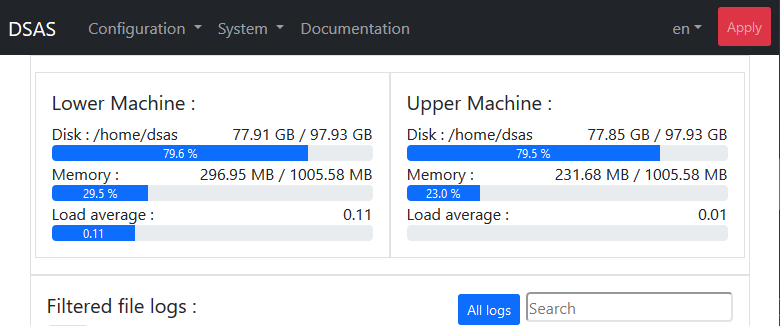 DSAS Configuration System Documentation en Apply
Lower Machine :
Disk : /home/dsas 77.91 GB / 97.93 GB
79.6 %
Memory : 296.95 MB / 1005.58 MB
29.5 %
Load average : 0.11
0.11
Upper Machine :
Disk : /home/dsas 77.85 GB / 97.93 GB
79.5 %
Memory : 231.68 MB / 1005.58 MB
23.0 %
Load average : 0.01
Filtered file logs : All logs Search